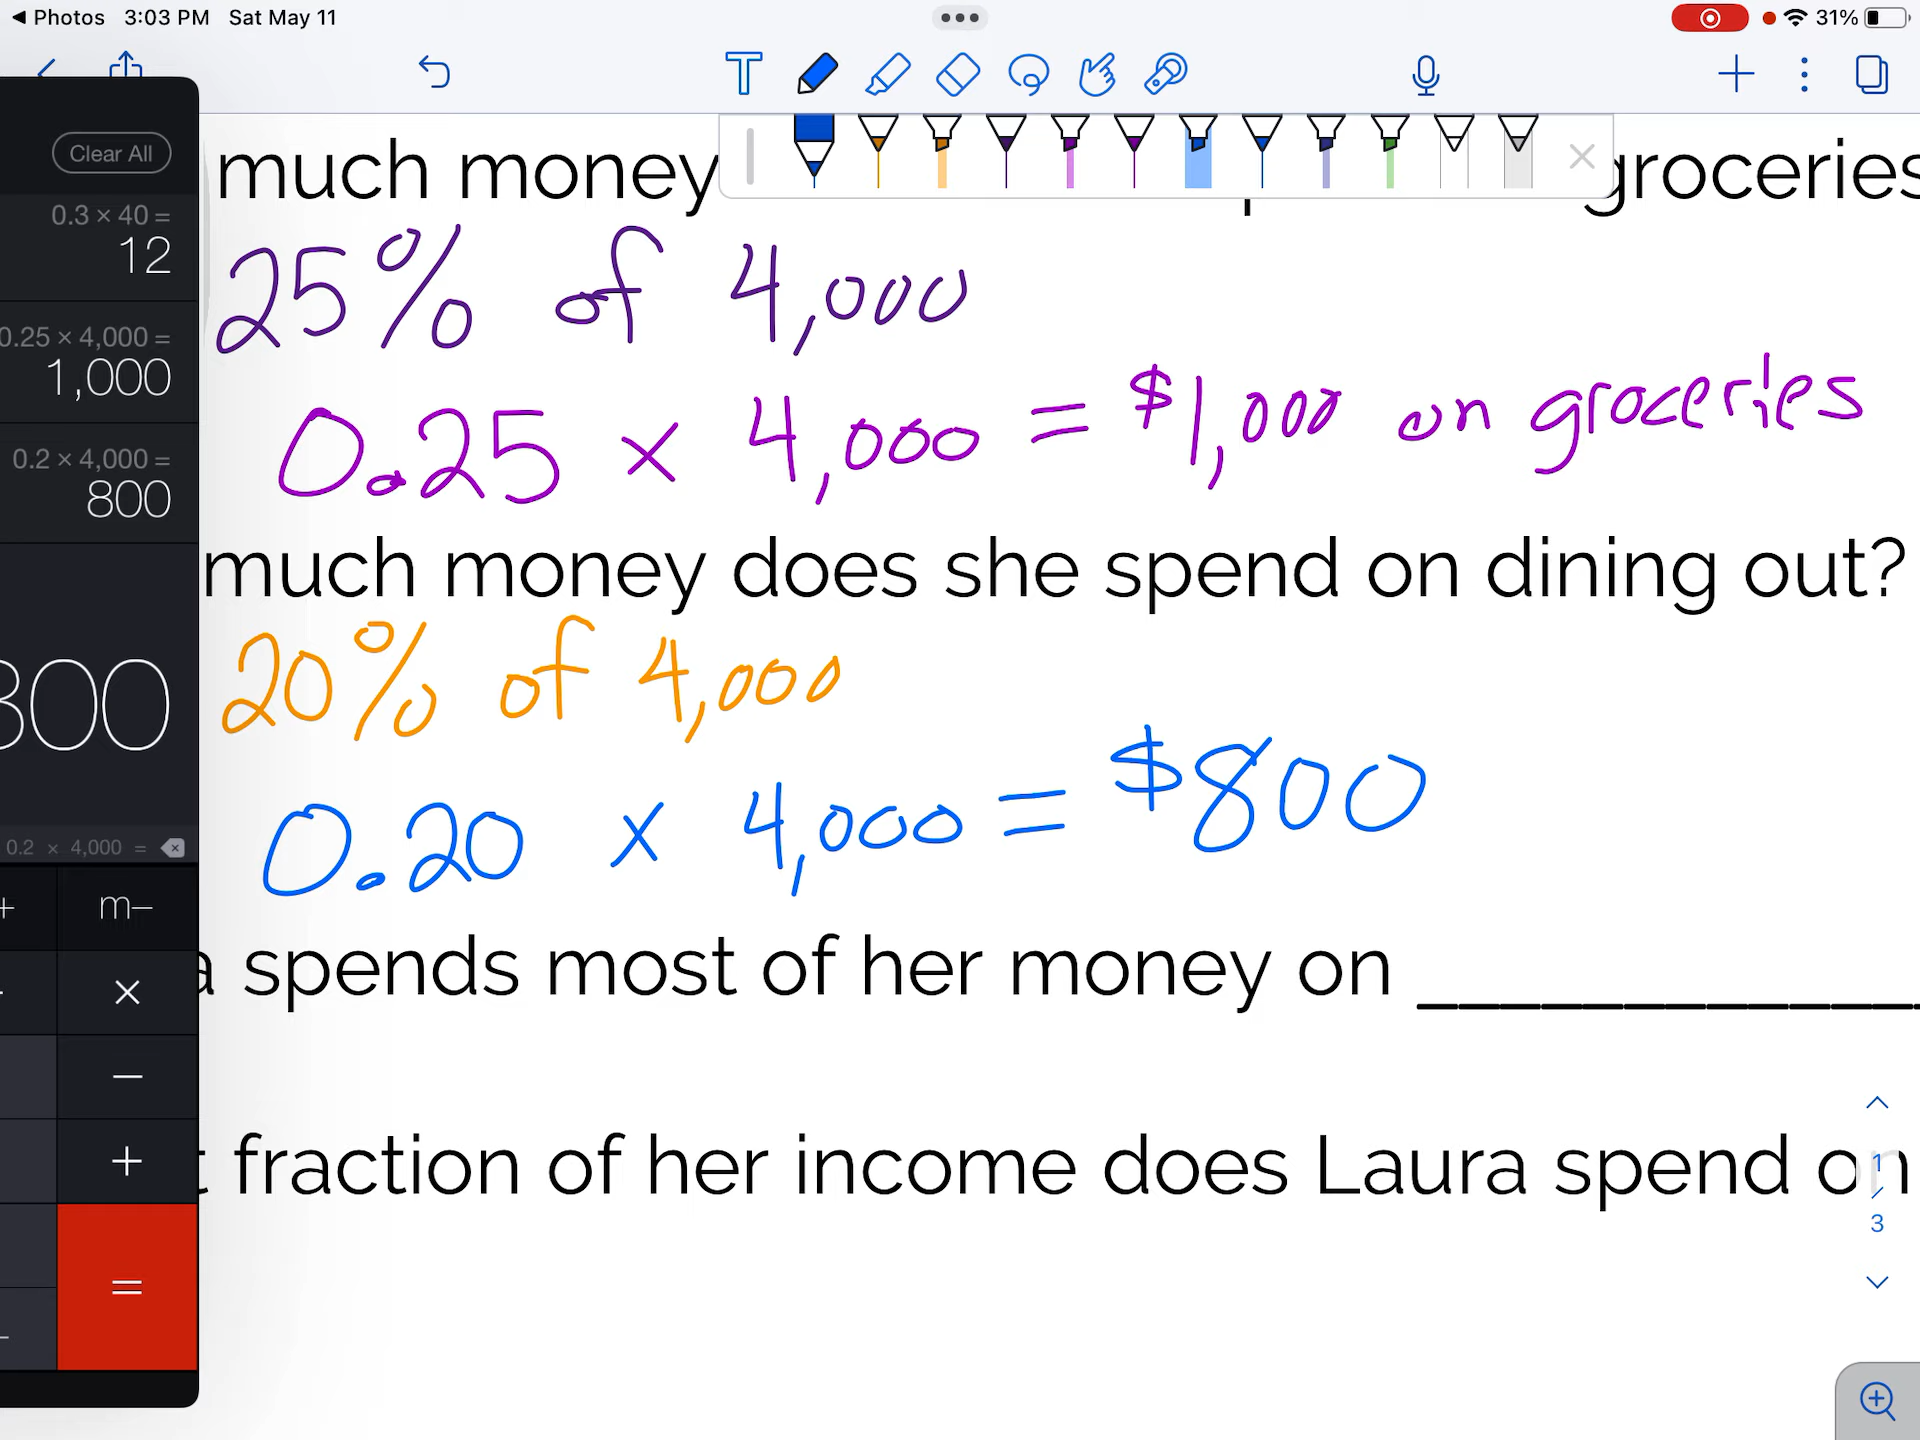 Photos 3:03 PM Sat May 11
31%
T
Clear All
0.3 × 40 =
12
0.25 × 4,000 =
1,000
0.2 × 4,000 =
800
800
0.2 × 4,000 =
+ m–
×
–
+
=
much money groceries
25% of 4,000
0.25 x 4,000 = $1,000 on groceries
much money does she spend on dining out?
20% of 4,000
0.20 x 4,000 = $800
a spends most of her money on ____________
t fraction of her income does Laura spend on
1
/
3